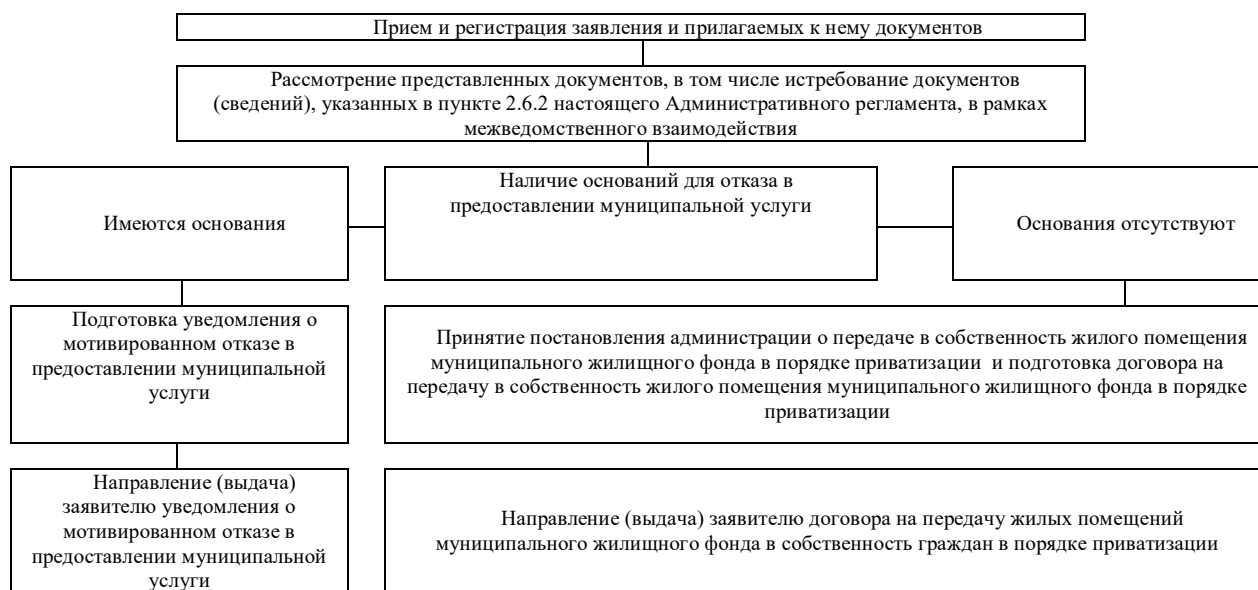 Прием и регистрация заявления и прилагаемых к нему документов
Рассмотрение представленных документов, в том числе истребование документов
(сведений), указанных в пункте 2.6.2 настоящего Административного регламента, в рамках
межведомственного взаимодействия
Имеются основания
Наличие оснований для отказа в
предоставлении муниципальной услуги
Основания отсутствуют
Подготовка уведомления о
мотивированном отказе в
предоставлении муниципальной
услуги
Принятие постановления администрации о передаче в собственность жилого помещения
муниципального жилищного фонда в порядке приватизации и подготовка договора на
передачу в собственность жилого помещения муниципального жилищного фонда в порядке
приватизации
Направление (выдача)
заявителю уведомления о
мотивированном отказе в
предоставлении муниципальной
услуги
Направление (выдача) заявителю договора на передачу жилых помещений
муниципального жилищного фонда в собственность граждан в порядке приватизации